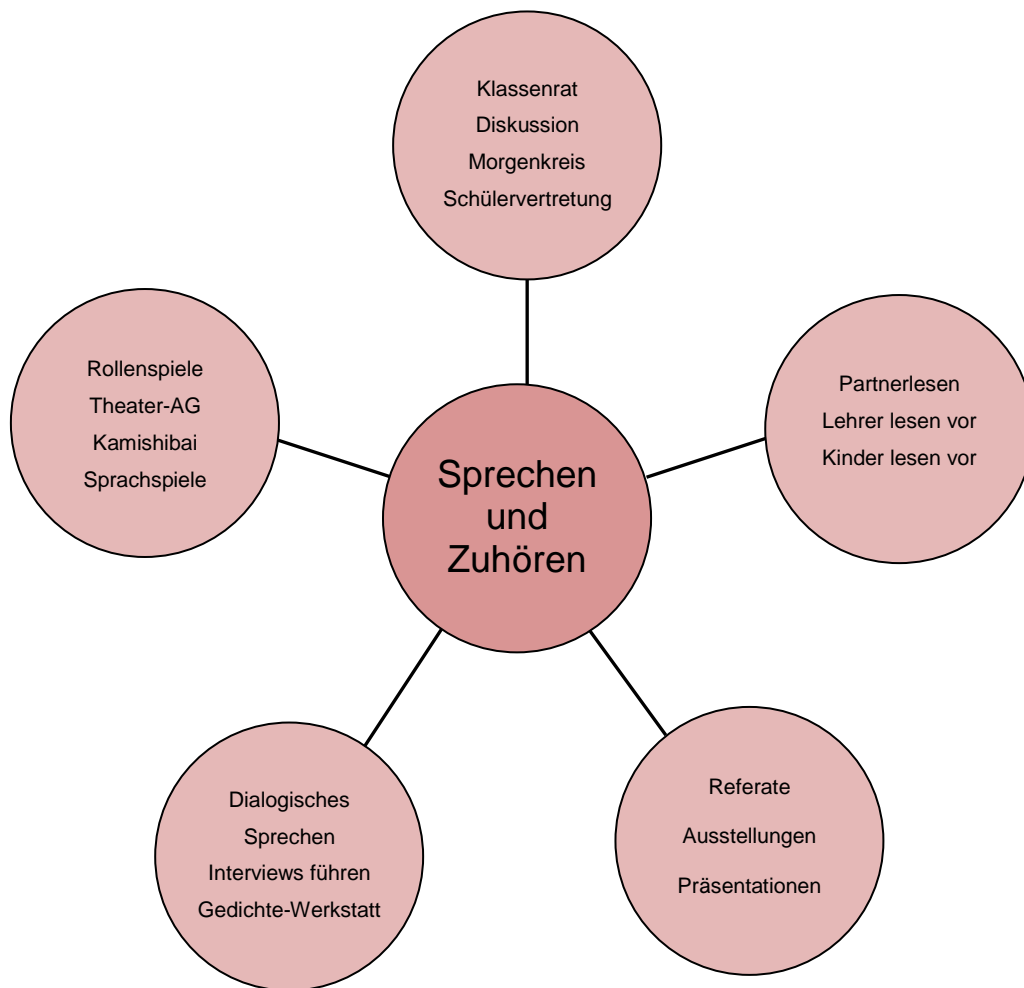 Klassenrat
Diskussion
Morgenkreis
Schülervertretung
Rollenspiele
Theater-AG
Kamishibai
Sprachspiele
Partnerlesen
Lehrer lesen vor
Kinder lesen vor
Sprechen
und
Zuhören
Dialogisches
Sprechen
Interviews führen
Gedichte-Werkstatt
Referate
Ausstellungen
Präsentationen